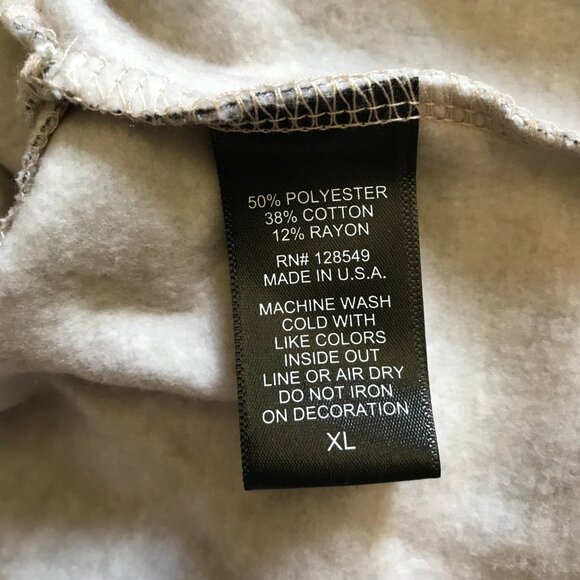 50% POLYESTER
38% COTTON
12% RAYON
RN# 128549
MADE IN U.S.A.
MACHINE WASH
COLD WITH
LIKE COLORS
INSIDE OUT
LINE OR AIR DRY
DO NOT IRON
ON DECORATION
XL